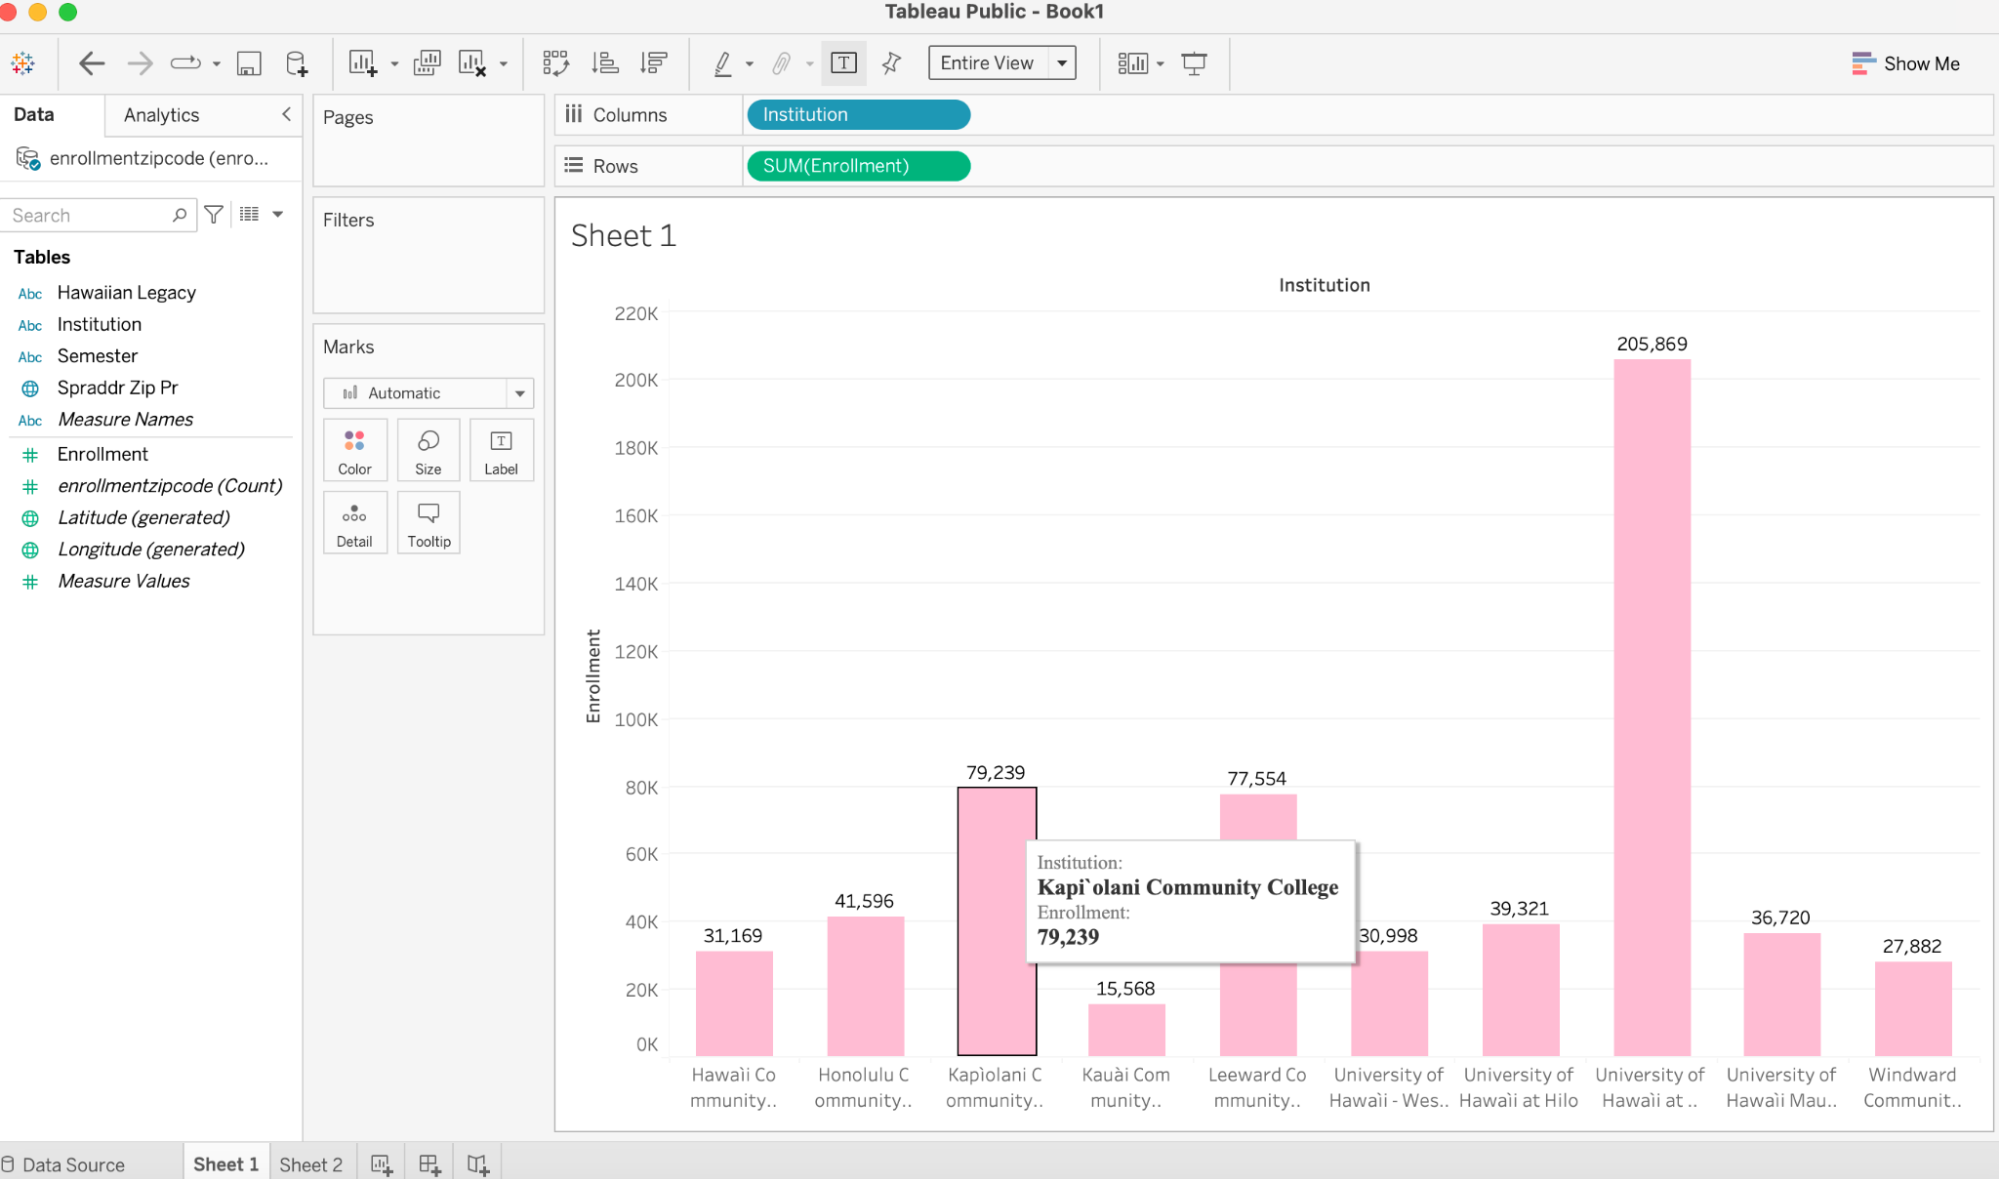 Tableau Public - Book1
Entire View
Show Me
Data
Analytics
enrollmentzipcode (enro...
Search
Tables
Abc Hawaiian Legacy
Abc Institution
Abc Semester
Spraddr Zip Pr
Abc Measure Names
Enrollment
enrollmentzipcode (Count)
Latitude (generated)
Longitude (generated)
Measure Values
Pages
Filters
Marks
Automatic
Color
Size
T
Label
Detail
Tooltip
Columns
Institution
Rows
SUM(Enrollment)
Sheet 1
Institution
Enrollment
220K
200K
180K
160K
140K
120K
100K
80K
60K
40K
20K
0K
31,169
41,596
79,239
15,568
77,554
30,998
39,321
205,869
36,720
27,882
Institution:
Kapi`olani Community College
Enrollment:
79,239
Hawaìi Co
mmunity..
Honolulu C
ommunity..
Kapìolani C
ommunity..
Kauài Com
munity..
Leeward Co
mmunity..
University of
Hawaìi - Wes..
University of
Hawaìi at Hilo
University of
Hawaìi at ..
University of
Hawaìi Mau..
Windward
Communit..
Data Source
Sheet 1
Sheet 2